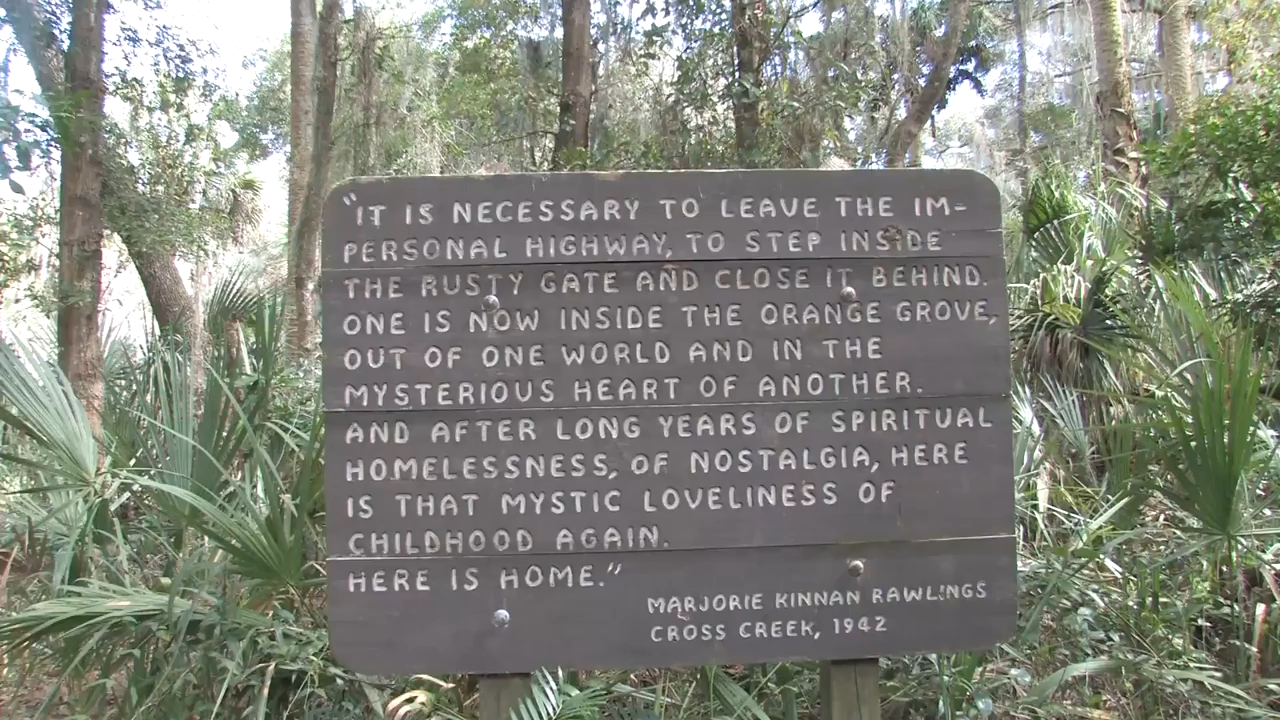 "IT IS NECESSARY TO LEAVE THE IM-
PERSONAL HIGHWAY, TO STEP INSIDE
THE RUSTY GATE AND CLOSE IT BEHIND.
ONE IS NOW INSIDE THE ORANGE GROVE,
OUT OF ONE WORLD AND IN THE
MYSTERIOUS HEART OF ANOTHER.
AND AFTER LONG YEARS OF SPIRITUAL
HOMELESSNESS, OF NOSTALGIA, HERE
IS THAT MYSTIC LOVELINESS OF
CHILDHOOD AGAIN.
HERE IS HOME."
MARJORIE KINNAN RAWLINGS
CROSS CREEK, 1942